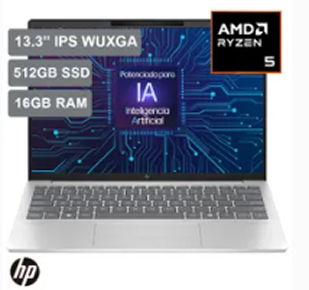 13.3" IPS WUXGA
AMD
RYZEN
5
512GB SSD
16GB RAM
Potenciado para
IA
Inteligencia
Artificial
hp